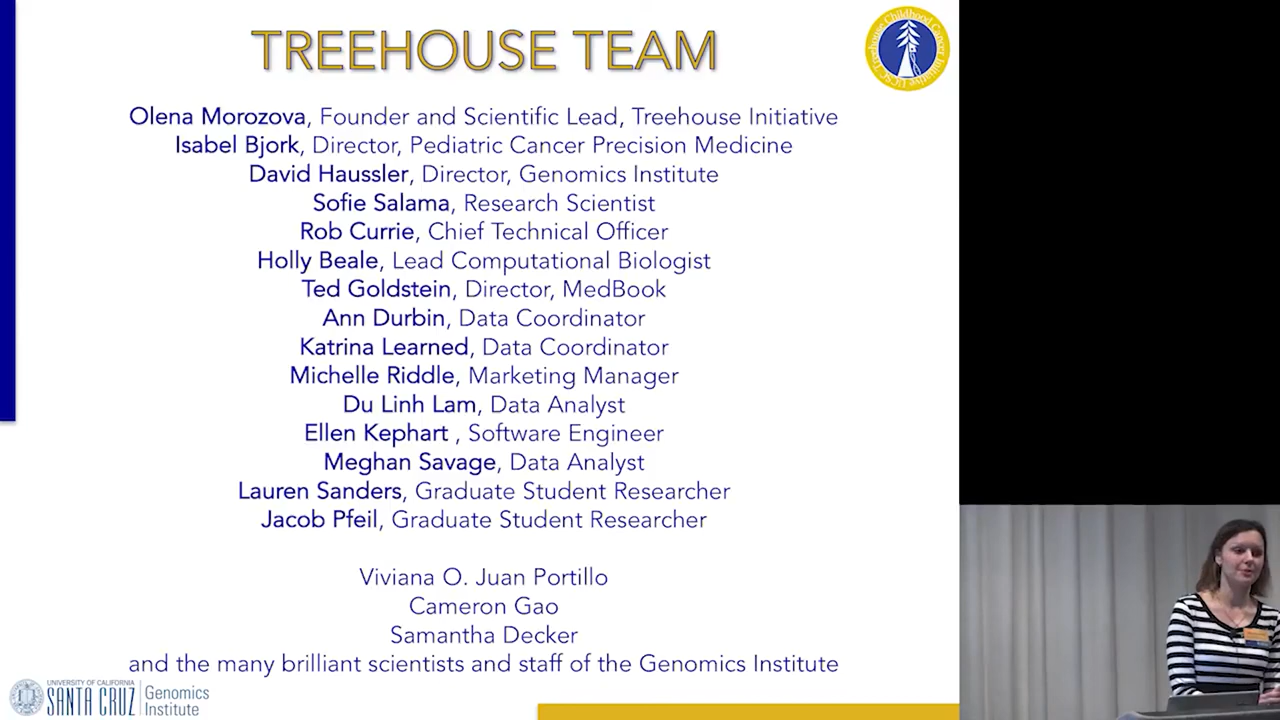 TREEHOUSE TEAM
UCSC Treehouse Childhood Cancer Initiative
Olena Morozova, Founder and Scientific Lead, Treehouse Initiative
Isabel Bjork, Director, Pediatric Cancer Precision Medicine
David Haussler, Director, Genomics Institute
Sofie Salama, Research Scientist
Rob Currie, Chief Technical Officer
Holly Beale, Lead Computational Biologist
Ted Goldstein, Director, MedBook
Ann Durbin, Data Coordinator
Katrina Learned, Data Coordinator
Michelle Riddle, Marketing Manager
Du Linh Lam, Data Analyst
Ellen Kephart , Software Engineer
Meghan Savage, Data Analyst
Lauren Sanders, Graduate Student Researcher
Jacob Pfeil, Graduate Student Researcher
Viviana O. Juan Portillo
Cameron Gao
Samantha Decker
and the many brilliant scientists and staff of the Genomics Institute
UNIVERSITY OF CALIFORNIA
SANTA CRUZ
Genomics
Institute